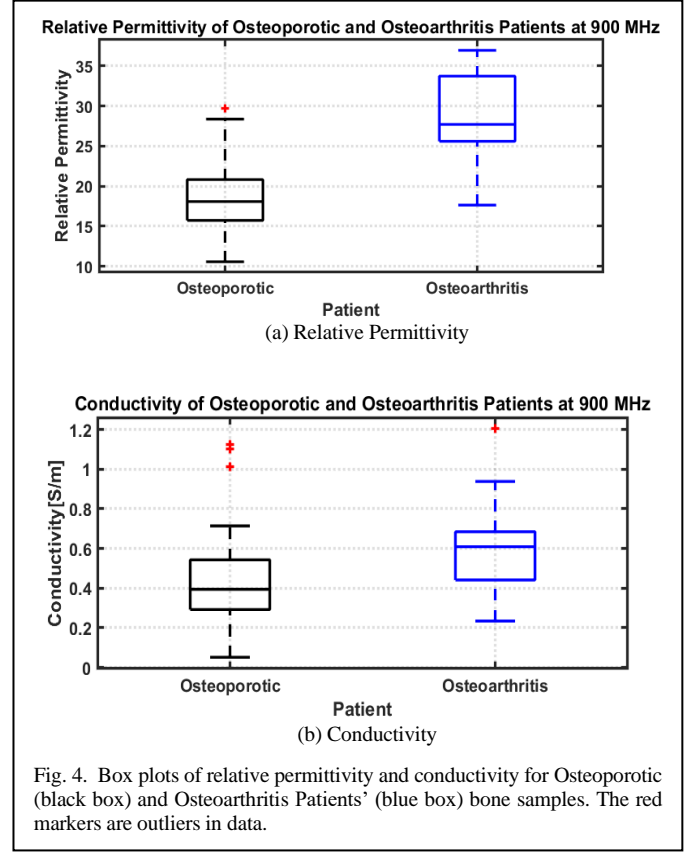 Relative Permittivity of Osteoporotic and Osteoarthritis Patients at 900 MHz
Relative Permittivity
35
30
25
20
15
10
Osteoporotic
Osteoarthritis
Patient
(a) Relative Permittivity
Conductivity of Osteoporotic and Osteoarthritis Patients at 900 MHz
Conductivity[S/m]
1.2
1
0.8
0.6
0.4
0.2
0
Osteoporotic
Osteoarthritis
Patient
(b) Conductivity
Fig. 4. Box plots of relative permittivity and conductivity for Osteoporotic
(black box) and Osteoarthritis Patients’ (blue box) bone samples. The red
markers are outliers in data.